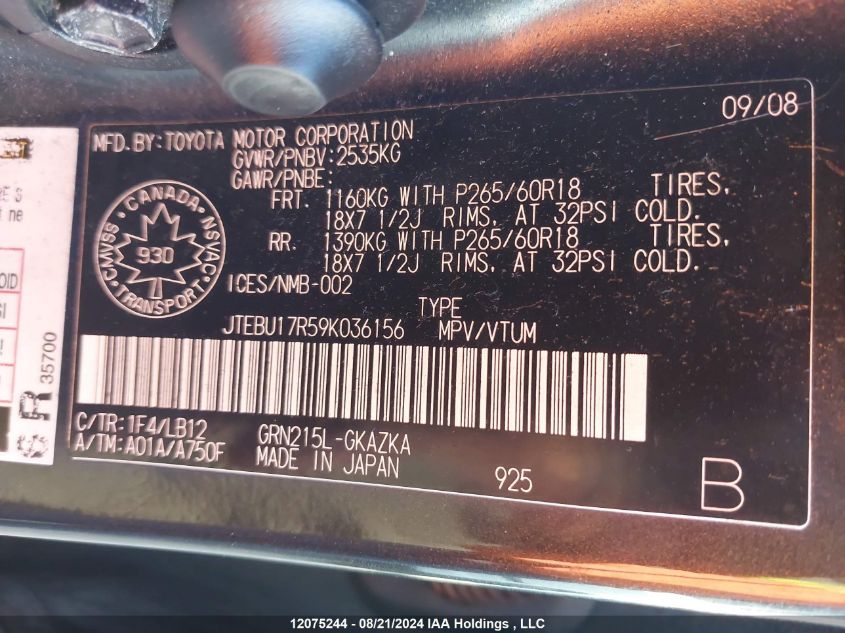 09/08
MFD. BY: TOYOTA MOTOR CORPORATION
GVWR/PNBV: 2535KG
GAWR/PNBE:
FRT. 1160KG WITH P265/60R18 TIRES.
18X7 1/2J RIMS. AT 32PSI COLD.
RR. 1390KG WITH P265/60R18 TIRES.
18X7 1/2J RIMS. AT 32PSI COLD.
CANADA
CMVSS NSVAC
930
TRANSPORT
ICES/NMB-002
TYPE
JTEBU17R59K036156 MPV/VTUM
C/TR: 1F4/LB12 GRN215L-GKAZKA
A/TM: A01A/A750F MADE IN JAPAN
925
B
R 35700
OID
ne
12075244 - 08/21/2024 IAA Holdings , LLC